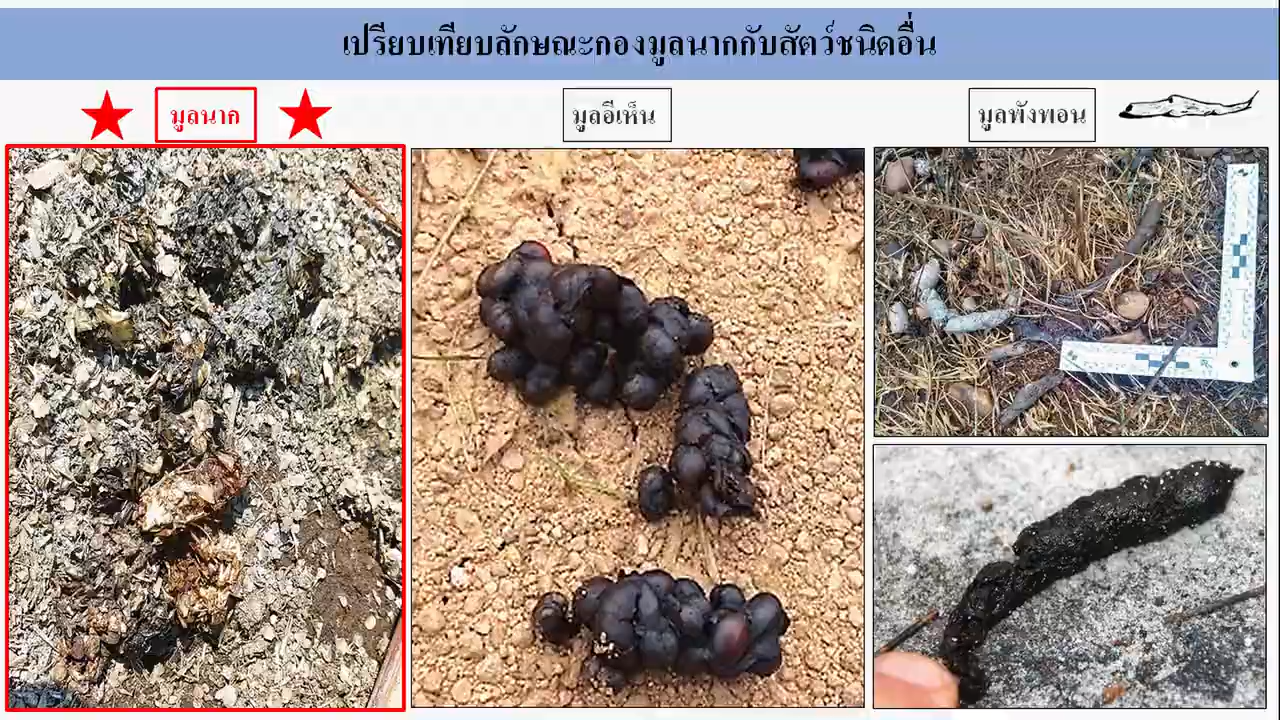 เปรียบเทียบลักษณะกองมูลนากกับสัตว์ชนิดอื่น
มูลนาค
มูลอีเห็น
มูลพังพอน